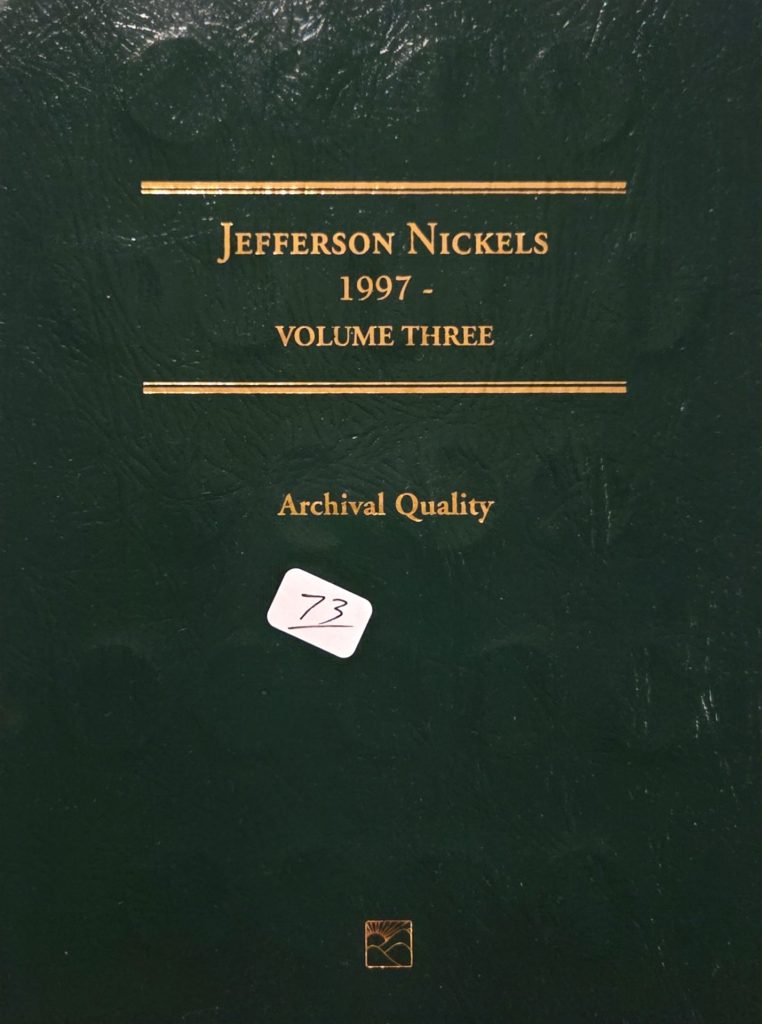 JEFFERSON NICKELS
1997 -
VOLUME THREE
Archival Quality
73